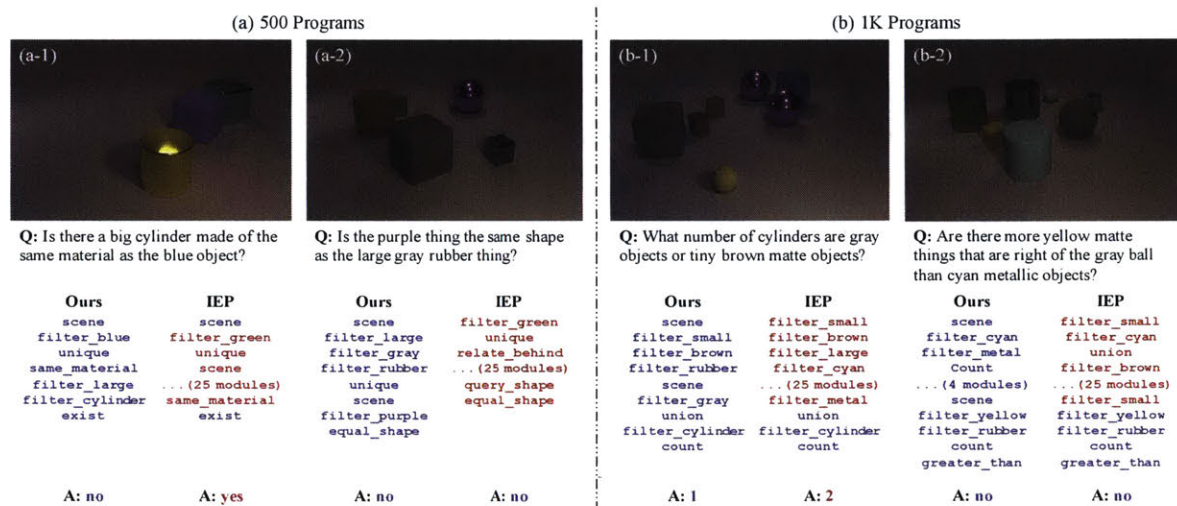 (a) 500 Programs
(b) 1K Programs
(a-1)
(a-2)
(b-1)
(b-2)
Q: Is there a big cylinder made of the
same material as the blue object?
Ours
scene
filter_blue
unique
same_material
filter_large
filter_cylinder
exist
A: no
IEP
scene
filter_green
unique
scene
...(25 modules)
same_material
exist
A: yes
Q: Is the purple thing the same shape
as the large gray rubber thing?
Ours
scene
filter_large
filter_gray
filter_rubber
unique
scene
filter_purple
equal_shape
A: no
IEP
filter_green
unique
relate_behind
...(25 modules)
query_shape
equal_shape
A: no
Q: What number of cylinders are gray
objects or tiny brown matte objects?
Ours
scene
filter_small
filter_brown
filter_rubber
scene
filter_gray
union
filter_cylinder
count
A: 1
IEP
filter_small
filter_brown
filter_large
filter_cyan
...(25 modules)
filter_metal
union
filter_cylinder
count
A: 2
Q: Are there more yellow matte
things that are right of the gray ball
than cyan metallic objects?
Ours
scene
filter_cyan
filter_metal
Count
...(4 modules)
scene
filter_yellow
filter_rubber
count
greater_than
A: no
IEP
filter_small
filter_cyan
union
filter_brown
...(25 modules)
filter_small
filter_yellow
filter_rubber
count
greater_than
A: no